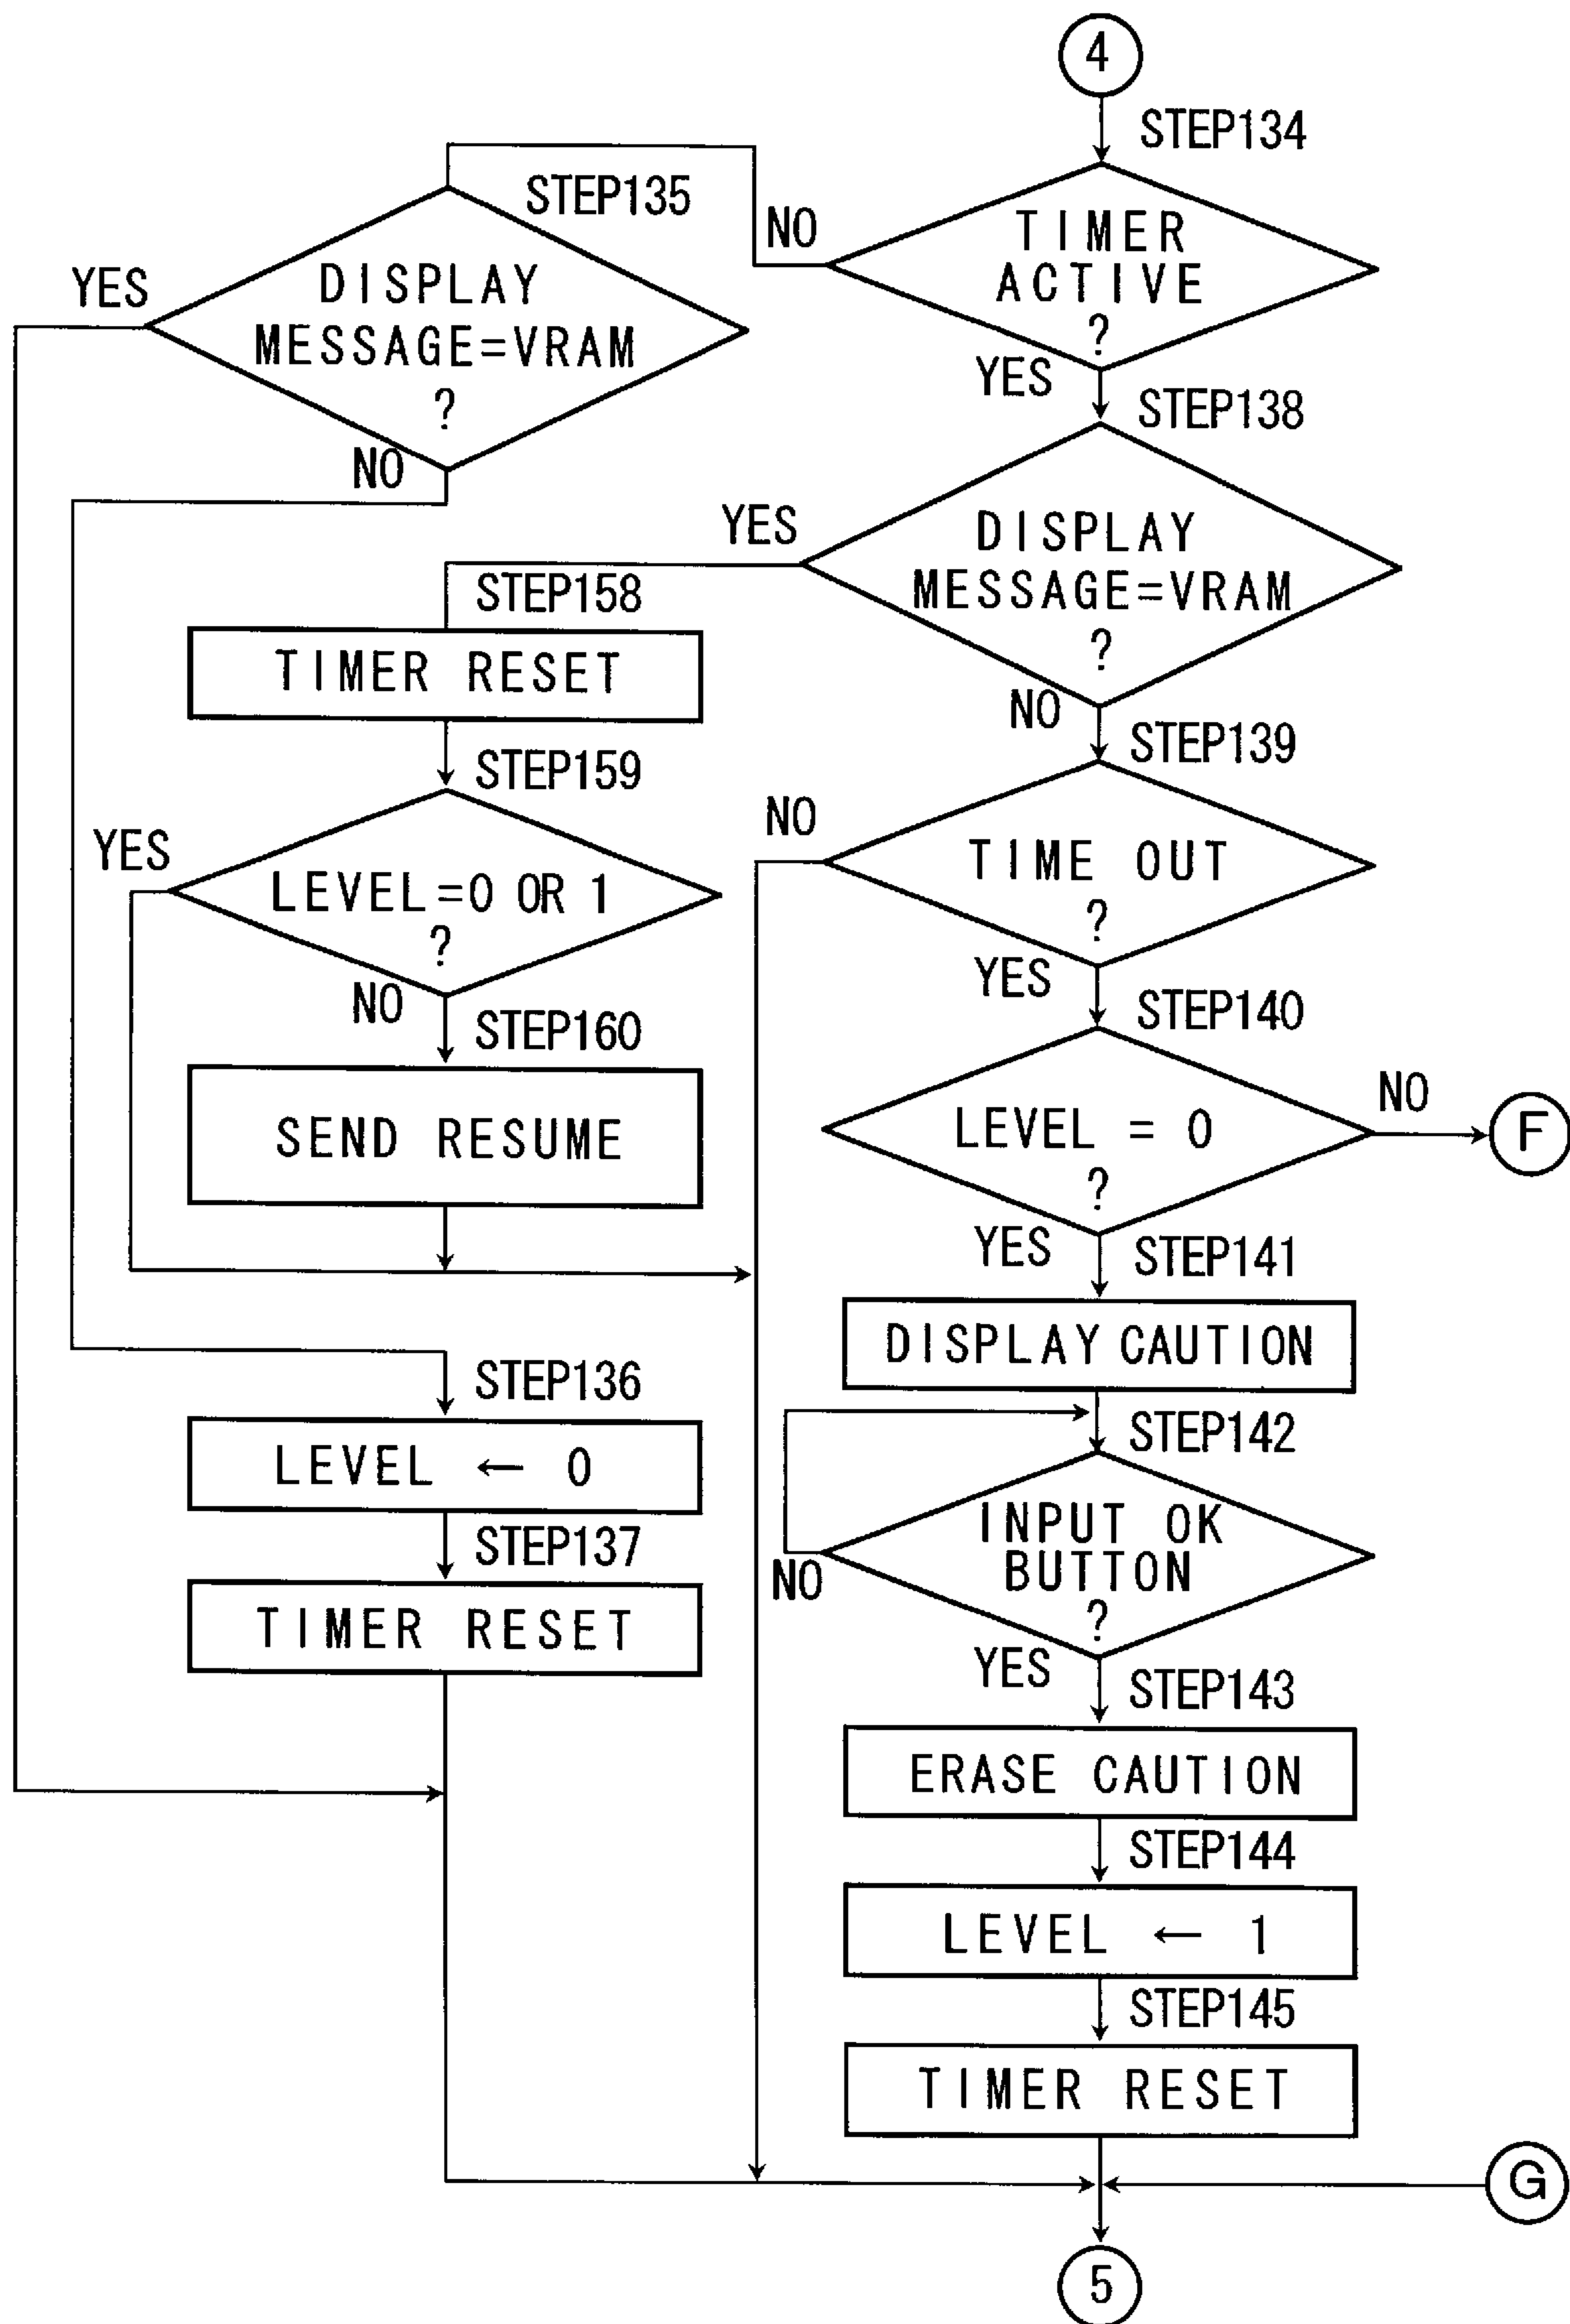 4
STEP134
TIMER
ACTIVE
?
NO
YES
STEP135
DISPLAY
MESSAGE=VRAM
?
YES
NO
STEP138
DISPLAY
MESSAGE=VRAM
?
YES
NO
STEP158
TIMER RESET
STEP159
LEVEL=0 OR 1
?
YES
NO
STEP160
SEND RESUME
STEP139
TIME OUT
?
NO
YES
STEP140
LEVEL = 0
?
NO
F
YES
STEP141
DISPLAY CAUTION
STEP136
LEVEL ← 0
STEP137
TIMER RESET
STEP142
INPUT OK
BUTTON
?
NO
YES
STEP143
ERASE CAUTION
STEP144
LEVEL ← 1
STEP145
TIMER RESET
G
5